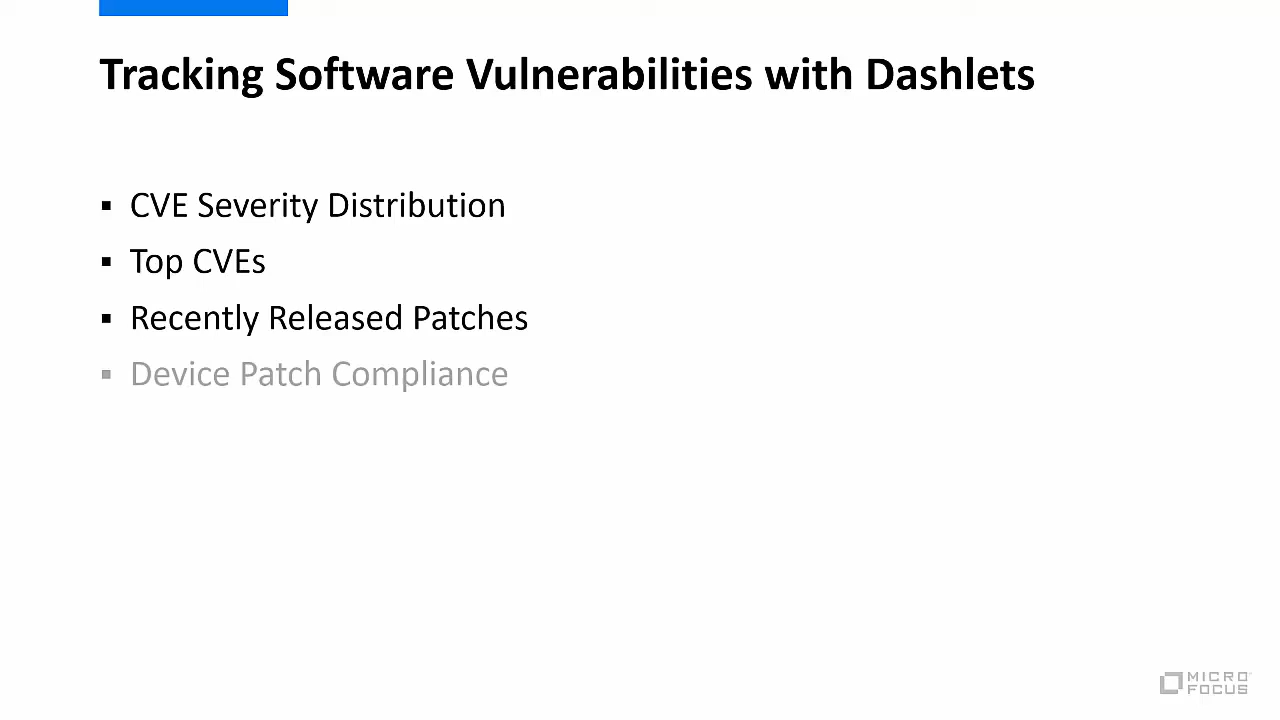 Tracking Software Vulnerabilities with Dashlets
▪ CVE Severity Distribution
▪ Top CVEs
▪ Recently Released Patches
▪ Device Patch Compliance
MICRO
FOCUS